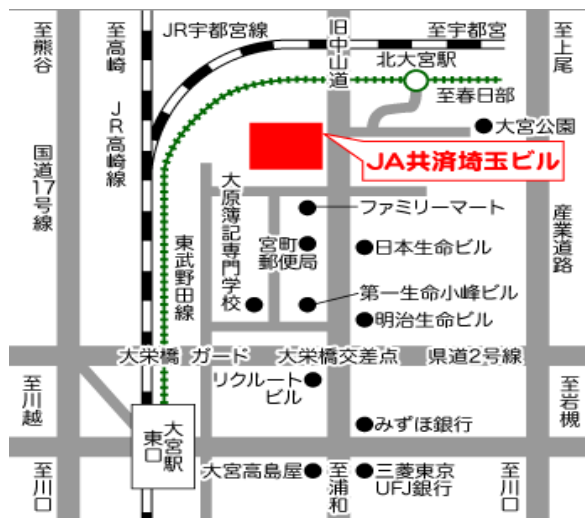 至熊谷
至高崎
JR宇都宮線
旧中山道
至宇都宮
至上尾
北大宮駅
至春日部
JR高崎線
大宮公園
国道17号線
JA共済埼玉ビル
大原簿記専門学校
ファミリーマート
産業道路
宮町
郵便局
日本生命ビル
東武野田線
第一生命小峰ビル
明治生命ビル
大栄橋 ガード 大栄橋交差点 県道2号線
至川越
リクルート
ビル
至岩槻
大宮駅
東口
みずほ銀行
至川口
大宮高島屋
至浦和
三菱東京
UFJ銀行
至川口